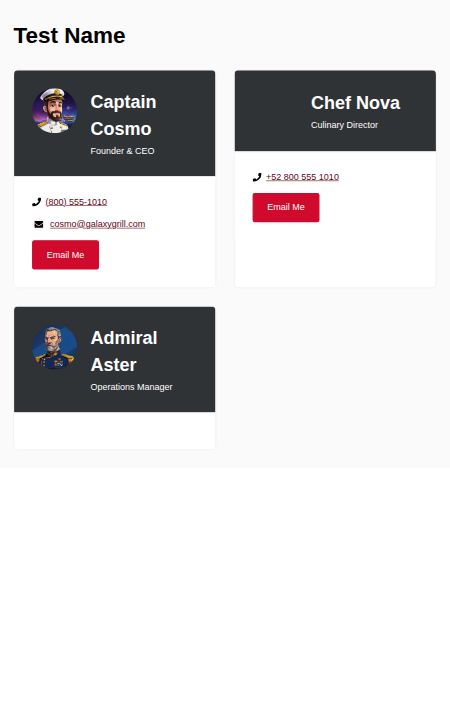 Test Name
Captain
Cosmo
Founder & CEO
(800) 555-1010
cosmo@galaxygrill.com
Email Me
Chef Nova
Culinary Director
+52 800 555 1010
Email Me
Admiral
Aster
Operations Manager